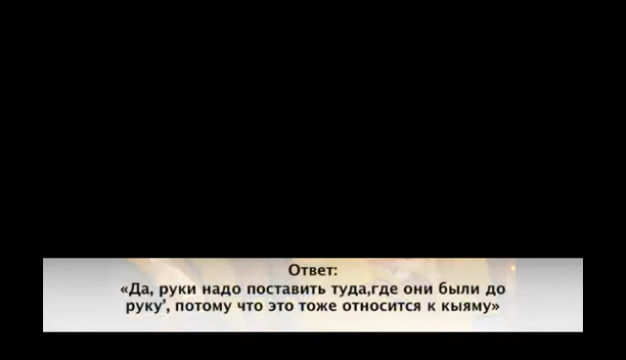 Ответ:
«Да, руки надо поставить туда,где они были до
руку’, потому что это тоже относится к кыяму»